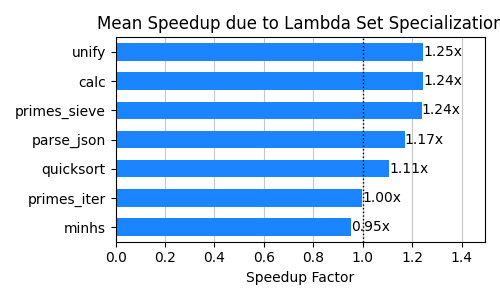 Mean Speedup due to Lambda Set Specialization
unify 1.25x
calc 1.24x
primes_sieve 1.24x
parse_json 1.17x
quicksort 1.11x
primes_iter 1.00x
minhs 0.95x
0.0 0.2 0.4 0.6 0.8 1.0 1.2 1.4
Speedup Factor